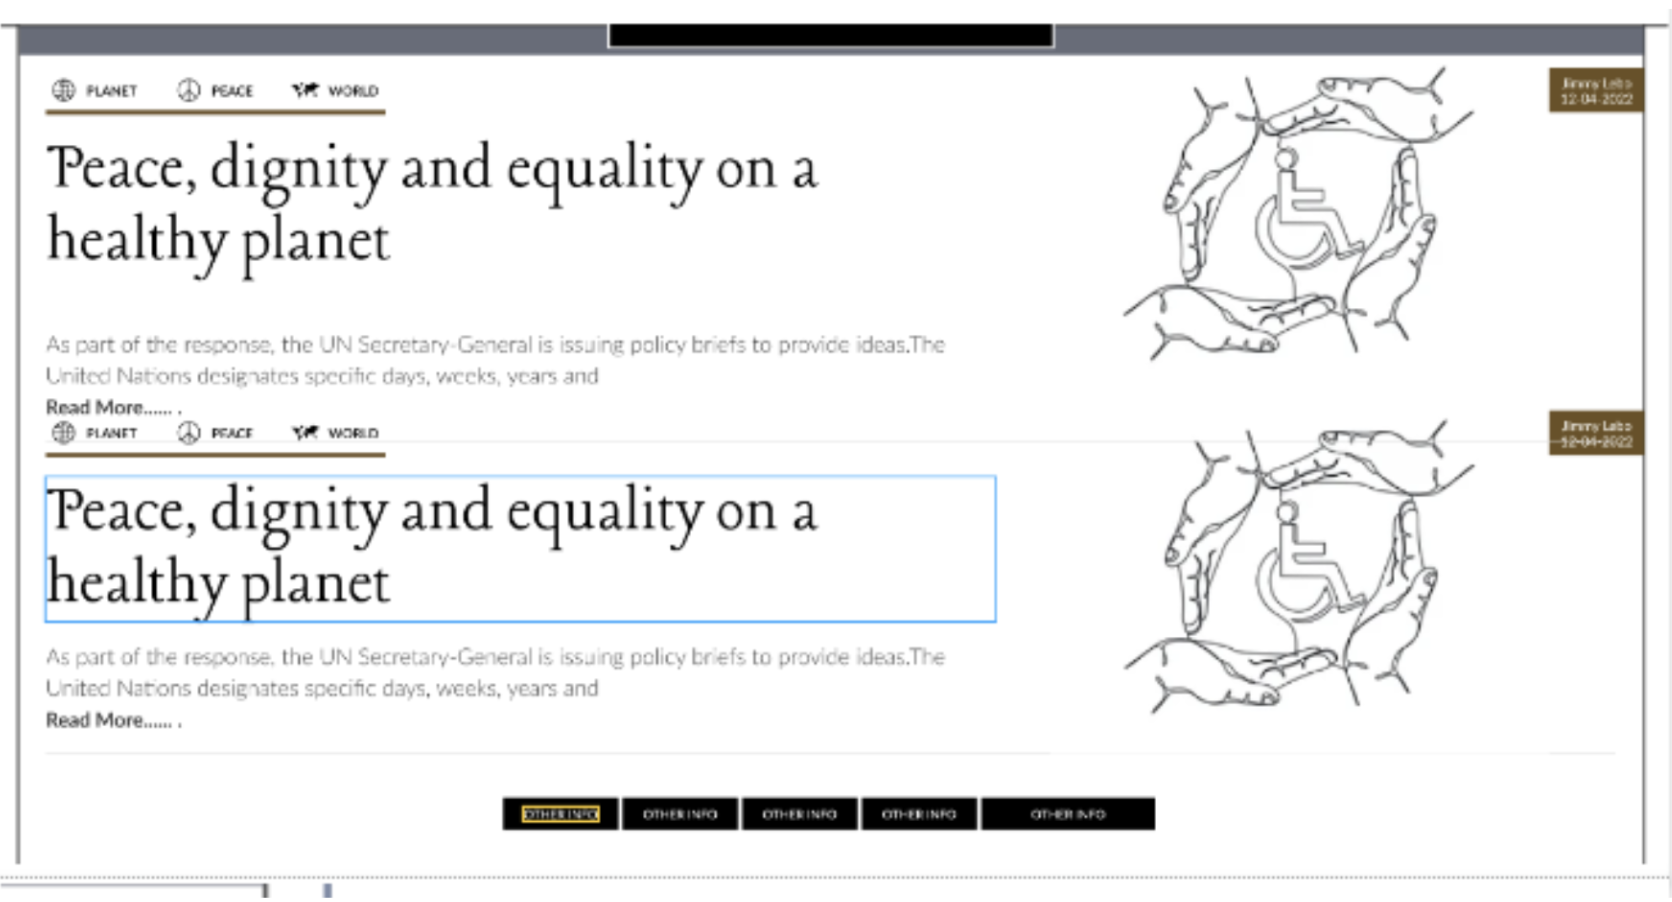 PLANET PEACE WORLD
Jimmy Lebo
12-04-2022
Peace, dignity and equality on a
healthy planet
As part of the response, the UN Secretary-General is issuing policy briefs to provide ideas.The
United Nations designates specific days, weeks, years and
Read More...... .
PLANET PEACE WORLD
Jimmy Lebo
12-04-2022
Peace, dignity and equality on a
healthy planet
As part of the response, the UN Secretary-General is issuing policy briefs to provide ideas.The
United Nations designates specific days, weeks, years and
Read More...... .
OTHER INFO OTHER INFO OTHER INFO OTHER INFO OTHER INFO